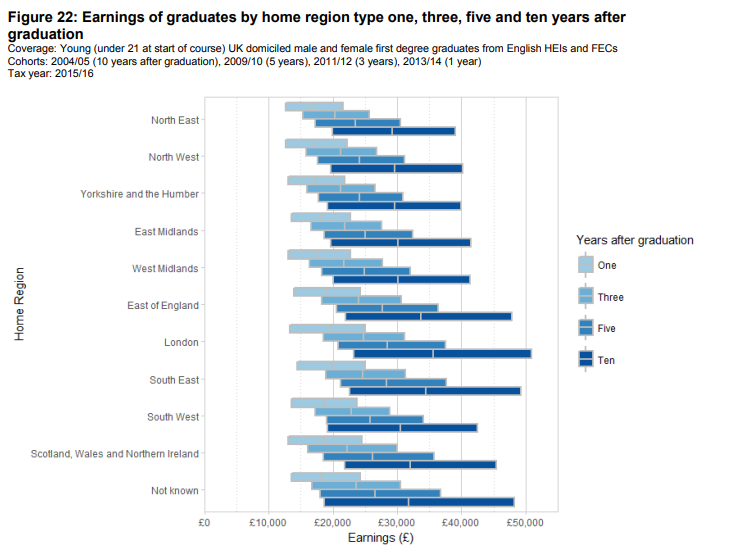 Figure 22: Earnings of graduates by home region type one, three, five and ten years after
graduation
Coverage: Young (under 21 at start of course) UK domiciled male and female first degree graduates from English HEIs and FECs
Cohorts: 2004/05 (10 years after graduation), 2009/10 (5 years), 2011/12 (3 years), 2013/14 (1 year)
Tax year: 2015/16
Home Region
North East
North West
Yorkshire and the Humber
East Midlands
West Midlands
East of England
London
South East
South West
Scotland, Wales and Northern Ireland
Not known
£0 £10,000 £20,000 £30,000 £40,000 £50,000
Earnings (£)
Years after graduation
One
Three
Five
Ten